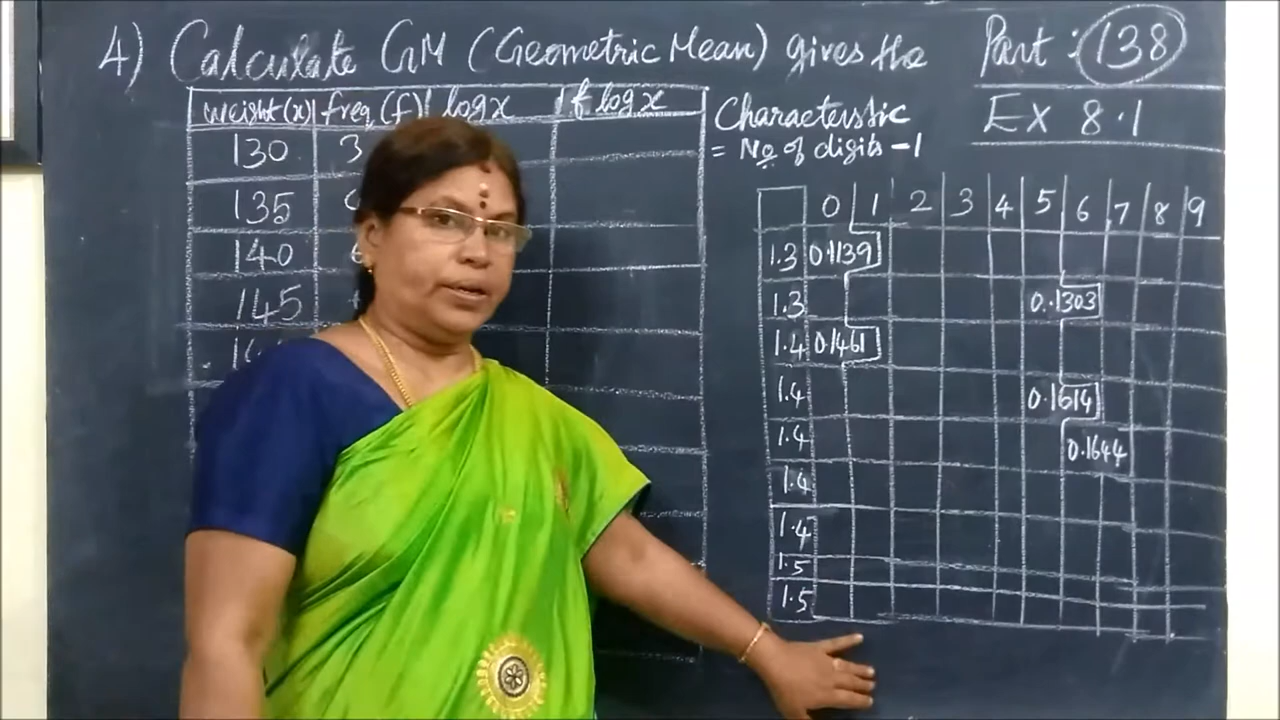 4) Calculate GM (Geometric Mean) gives the
Part : 138
Ex 8.1
weight(x) freq (f) log x f log x
130 3
135
140
145
Characteristic
= No of digits - 1
0 1 2 3 4 5 6 7 8 9
1.3 0.1139
1.3 0.1303
1.4 0.1461
1.4 0.1614
1.4 0.1644
1.4
1.4
1.5
1.5